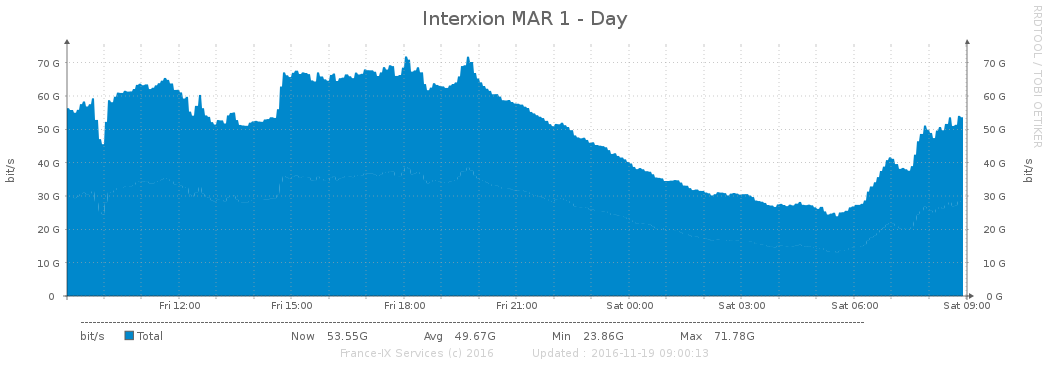 Interxion MAR 1 - Day
RRDTOOL / TOBI OETIKER
bit/s
70 G
60 G
50 G
40 G
30 G
20 G
10 G
0
70 G
60 G
50 G
40 G
30 G
20 G
10 G
0 G
bit/s
Fri 12:00 Fri 15:00 Fri 18:00 Fri 21:00 Sat 00:00 Sat 03:00 Sat 06:00 Sat 09:00
bit/s Total Now 53.55G Avg 49.67G Min 23.86G Max 71.78G
France-IX Services (c) 2016 Updated : 2016-11-19 09:00:13